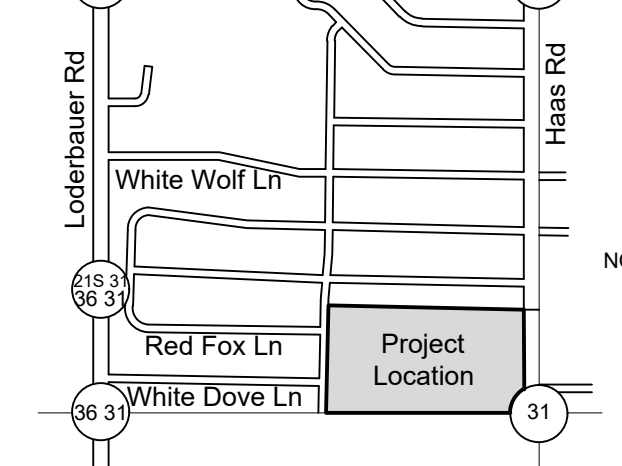 Loderbauer Rd
Haas Rd
White Wolf Ln
21S 31
36 31
Red Fox Ln
Project
Location
White Dove Ln
36 31
31